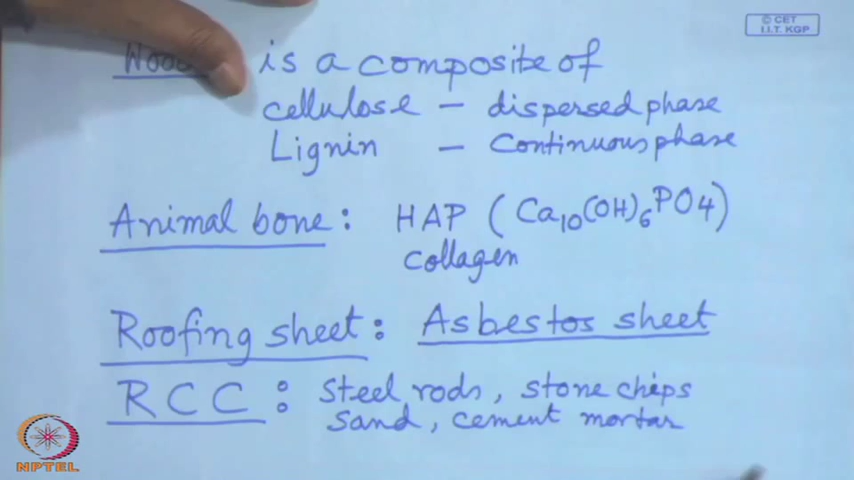 © CET
I.I.T. KGP
Wood is a composite of
cellulose – dispersed phase
Lignin – Continuous phase
Animal bone : HAP ( Ca10(OH)6PO4)
collagen
Roofing sheet : Asbestos sheet
RCC : Steel rods, stone chips
sand, cement mortar
NPTEL